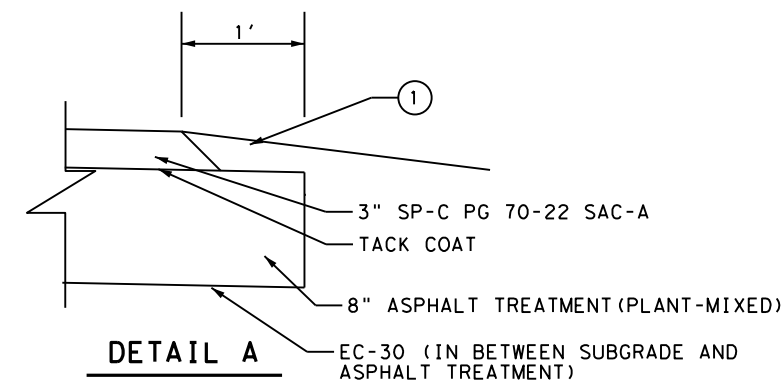 1'
1
3" SP-C PG 70-22 SAC-A
TACK COAT
8" ASPHALT TREATMENT(PLANT-MIXED)
EC-30 (IN BETWEEN SUBGRADE AND
ASPHALT TREATMENT)
DETAIL A